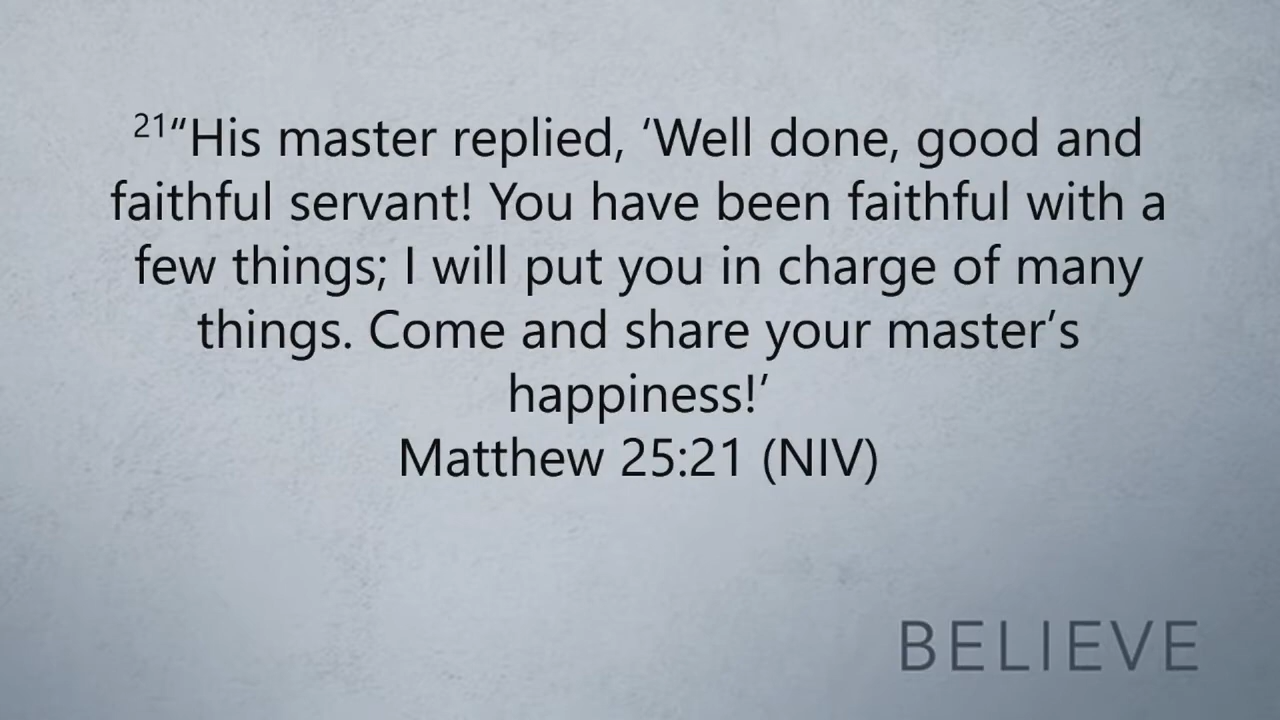 21“His master replied, ‘Well done, good and
faithful servant! You have been faithful with a
few things; I will put you in charge of many
things. Come and share your master’s
happiness!’
Matthew 25:21 (NIV)
BELIEVE